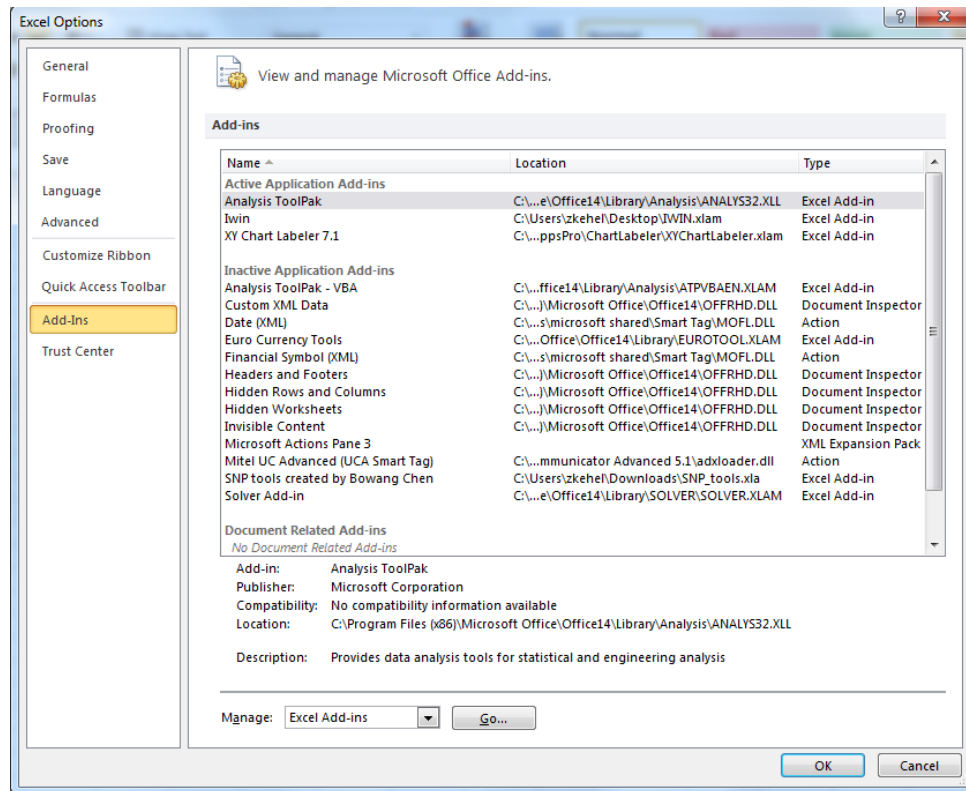 Excel Options
General
Formulas
Proofing
Save
Language
Advanced
Customize Ribbon
Quick Access Toolbar
Add-Ins
Trust Center
View and manage Microsoft Office Add-ins.
Add-ins
Name Location Type
Active Application Add-ins
Analysis ToolPak C:\...e\Office14\Library\Analysis\ANALYS32.XLL Excel Add-in
Iwin C:\Users\zkehel\Desktop\IWIN.xlam Excel Add-in
XY Chart Labeler 7.1 C:\...ppsPro\ChartLabeler\XYChartLabeler.xlam Excel Add-in
Inactive Application Add-ins
Analysis ToolPak - VBA C:\...ffice14\Library\Analysis\ATPVBAEN.XLAM Excel Add-in
Custom XML Data C:\...)\Microsoft Office\Office14\OFFRHD.DLL Document Inspector
Date (XML) C:\...s\microsoft shared\Smart Tag\MOFL.DLL Action
Euro Currency Tools C:\...Office\Office14\Library\EUROTOOL.XLAM Excel Add-in
Financial Symbol (XML) C:\...s\microsoft shared\Smart Tag\MOFL.DLL Action
Headers and Footers C:\...)\Microsoft Office\Office14\OFFRHD.DLL Document Inspector
Hidden Rows and Columns C:\...)\Microsoft Office\Office14\OFFRHD.DLL Document Inspector
Hidden Worksheets C:\...)\Microsoft Office\Office14\OFFRHD.DLL Document Inspector
Invisible Content C:\...)\Microsoft Office\Office14\OFFRHD.DLL Document Inspector
Microsoft Actions Pane 3 XML Expansion Pack
Mitel UC Advanced (UCA Smart Tag) C:\...mmunicator Advanced 5.1\adxloader.dll Action
SNP tools created by Bowang Chen C:\Users\zkehel\Downloads\SNP_tools.xla Excel Add-in
Solver Add-in C:\...e\Office14\Library\SOLVER\SOLVER.XLAM Excel Add-in
Document Related Add-ins
No Document Related Add-ins
Add-in: Analysis ToolPak
Publisher: Microsoft Corporation
Compatibility: No compatibility information available
Location: C:\Program Files (x86)\Microsoft Office\Office14\Library\Analysis\ANALYS32.XLL
Description: Provides data analysis tools for statistical and engineering analysis
Manage: Excel Add-ins Go...
OK Cancel